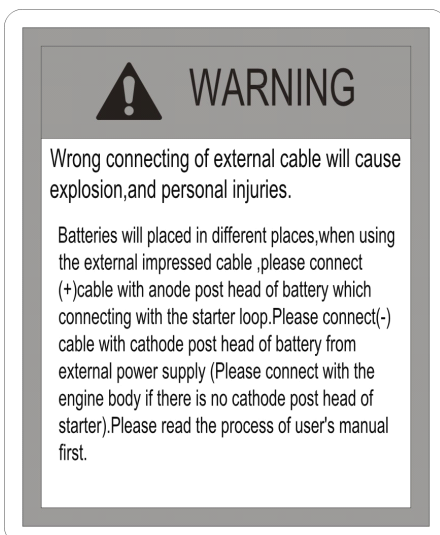 WARNING
Wrong connecting of external cable will cause
explosion,and personal injuries.
Batteries will placed in different places,when using
the external impressed cable ,please connect
(+)cable with anode post head of battery which
connecting with the starter loop.Please connect(-)
cable with cathode post head of battery from
external power supply (Please connect with the
engine body if there is no cathode post head of
starter).Please read the process of user's manual
first.